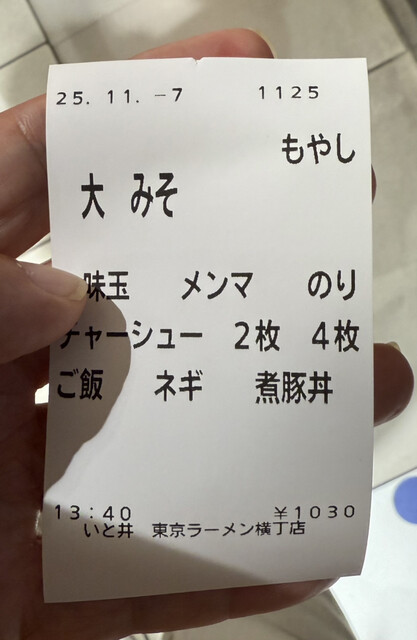 25. 11. -7 1125
もやし
大 みそ
味玉 メンマ のり
チャーシュー 2枚 4枚
ご飯 ネギ 煮豚丼
13:40 ¥1030
いと井 東京ラーメン横丁店